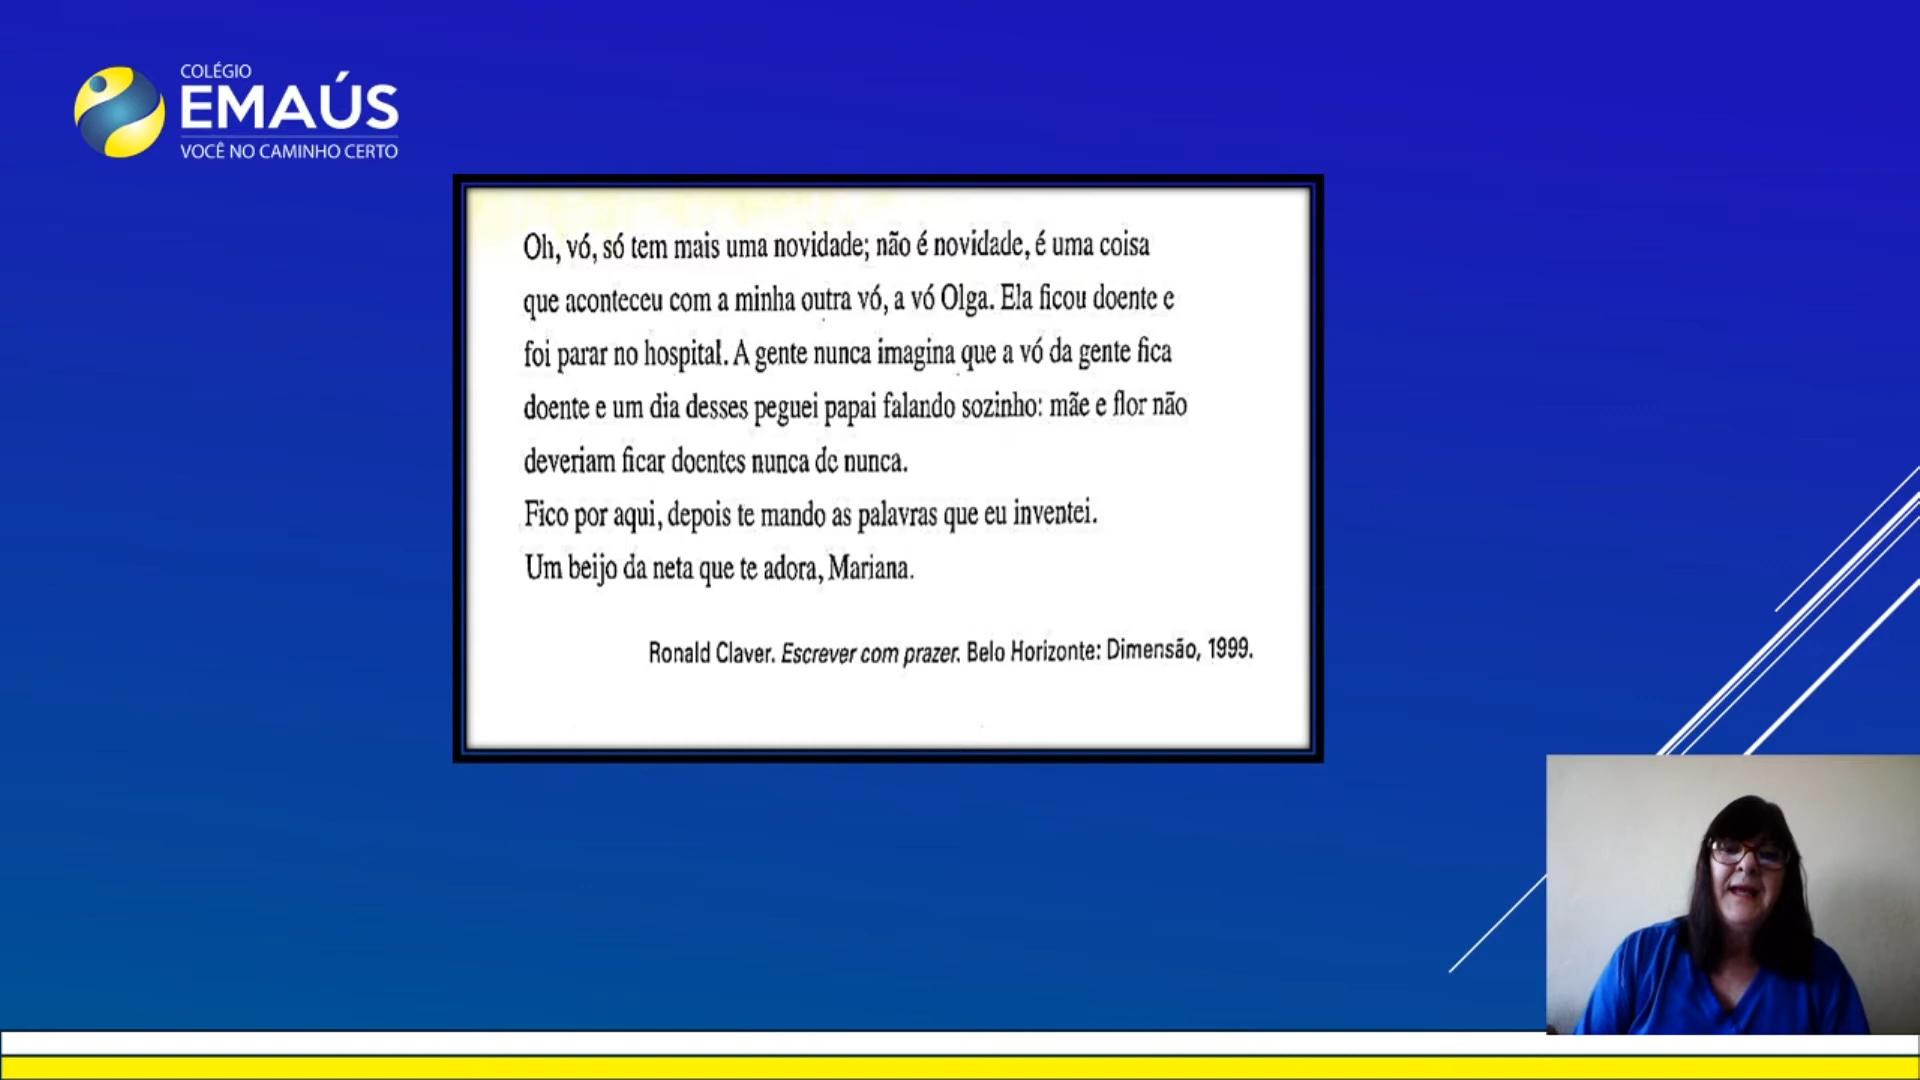 COLÉGIO
EMAÚS
VOCÊ NO CAMINHO CERTO
Oh, vó, só tem mais uma novidade; não é novidade, é uma coisa
que aconteceu com a minha outra vó, a vó Olga. Ela ficou doente e
foi parar no hospital. A gente nunca imagina que a vó da gente fica
doente e um dia desses peguei papai falando sozinho: mãe e flor não
deveriam ficar doentes nunca de nunca.
Fico por aqui, depois te mando as palavras que eu inventei.
Um beijo da neta que te adora, Mariana.
Ronald Claver. Escrever com prazer. Belo Horizonte: Dimensão, 1999.